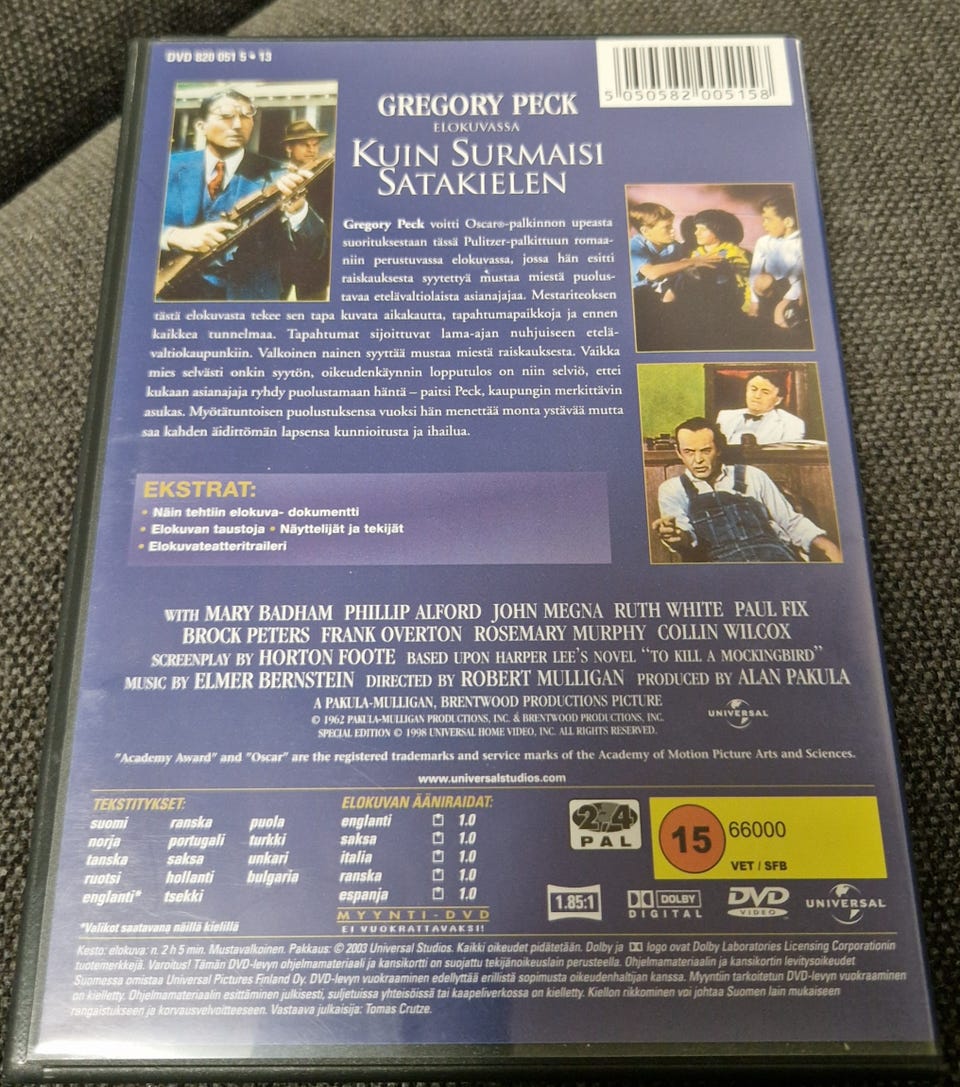 DVD 820 051 5 • 13
5 050582 005158
GREGORY PECK
ELOKUVASSA
KUIN SURMAISI
SATAKIELEN
Gregory Peck voitti Oscar®-palkinnon upeasta
suorituksestaan tässä Pulitzer-palkittuun romaa-
niin perustuvassa elokuvassa, jossa hän esitti
raiskauksesta syytettyä mustaa miestä puolus-
tavaa etelävaltiolaista asianajajaa. Mestariteoksen
tästä elokuvasta tekee sen tapa kuvata aikakautta, tapahtumapaikkoja ja ennen
kaikkea tunnelmaa. Tapahtumat sijoittuvat lama-ajan nuhjuiseen etelä-
valtiokaupunkiin. Valkoinen nainen syyttää mustaa miestä raiskauksesta. Vaikka
mies selvästi onkin syytön, oikeudenkäynnin lopputulos on niin selviö, ettei
kukaan asianajaja ryhdy puolustamaan häntä – paitsi Peck, kaupungin merkittävin
asukas. Myötätuntoisen puolustuksensa vuoksi hän menettää monta ystävää mutta
saa kahden äidittömän lapsensa kunnioitusta ja ihailua.
EKSTRAT:
• Näin tehtiin elokuva- dokumentti
• Elokuvan taustoja • Näyttelijät ja tekijät
• Elokuvateatteritraileri
WITH MARY BADHAM PHILLIP ALFORD JOHN MEGNA RUTH WHITE PAUL FIX
BROCK PETERS FRANK OVERTON ROSEMARY MURPHY COLLIN WILCOX
SCREENPLAY BY HORTON FOOTE BASED UPON HARPER LEE'S NOVEL "TO KILL A MOCKINGBIRD"
MUSIC BY ELMER BERNSTEIN DIRECTED BY ROBERT MULLIGAN PRODUCED BY ALAN PAKULA
A PAKULA-MULLIGAN, BRENTWOOD PRODUCTIONS PICTURE
© 1962 PAKULA-MULLIGAN PRODUCTIONS, INC. & BRENTWOOD PRODUCTIONS, INC.
SPECIAL EDITION © 1998 UNIVERSAL HOME VIDEO, INC. ALL RIGHTS RESERVED.
UNIVERSAL
"Academy Award" and "Oscar" are the registered trademarks and service marks of the Academy of Motion Picture Arts and Sciences.
www.universalstudios.com
TEKSTITYKSET:
suomi ranska puola
norja portugali turkki
tanska saksa unkari
ruotsi hollanti bulgaria
englanti* tsekki
*Valikot saatavana näillä kielillä
ELOKUVAN ÄÄNIRAIDAT:
englanti 1.0
saksa 1.0
italia 1.0
ranska 1.0
espanja 1.0
MYYNTI-DVD
EI VUOKRATTAVAKSI!
2-4
PAL
15 66000
VET / SFB
1.85:1
DOLBY
DIGITAL
DVD
VIDEO
UNIVERSAL
Kesto: elokuva: n. 2 h 5 min. Mustavalkoinen. Pakkaus: © 2003 Universal Studios. Kaikki oikeudet pidätetään. Dolby ja logo ovat Dolby Laboratories Licensing Corporationin
tuotemerkkejä. Varoitus! Tämän DVD-levyn ohjelmamateriaali ja kansikortti on suojattu tekijänoikeuslain perusteella. Ohjelmamateriaalin ja kansikortin levitysoikeudet
Suomessa omistaa Universal Pictures Finland Oy. DVD-levyn vuokraaminen edellyttää erillistä sopimusta oikeudenhaltijan kanssa. Myyntiin tarkoitetun DVD-levyn vuokraaminen
on kielletty. Ohjelmamateriaalin esittäminen julkisesti, suljetuissa yhteisöissä tai kaapeliverkossa on kielletty. Kiellon rikkominen voi johtaa Suomen lain mukaiseen
rangaistukseen ja korvausvelvoitteeseen. Vastaava julkaisija: Tomas Crutze.